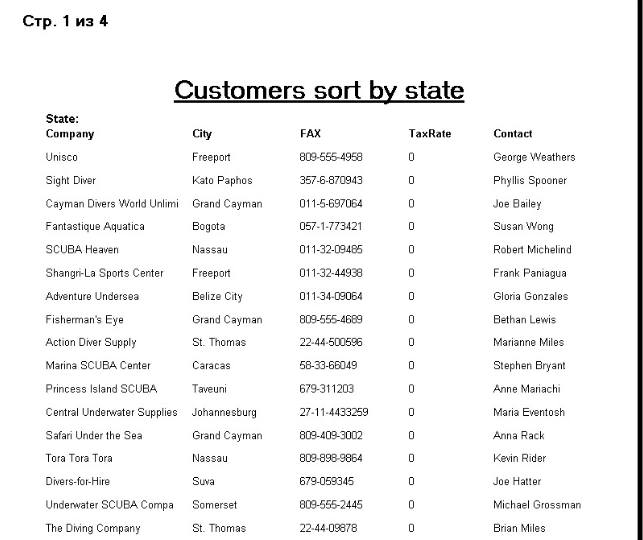 Стр. 1 из 4
Customers sort by state
State:
Company City FAX TaxRate Contact
Unisco Freeport 809-555-4958 0 George Weathers
Sight Diver Kato Paphos 357-6-870943 0 Phyllis Spooner
Cayman Divers World Unlimi Grand Cayman 011-5-697064 0 Joe Bailey
Fantastique Aquatica Bogota 057-1-773421 0 Susan Wong
SCUBA Heaven Nassau 011-32-09485 0 Robert Michelind
Shangri-La Sports Center Freeport 011-32-44938 0 Frank Paniagua
Adventure Undersea Belize City 011-34-09064 0 Gloria Gonzales
Fisherman's Eye Grand Cayman 809-555-4689 0 Bethan Lewis
Action Diver Supply St. Thomas 22-44-500596 0 Marianne Miles
Marina SCUBA Center Caracas 58-33-66049 0 Stephen Bryant
Princess Island SCUBA Taveuni 679-311203 0 Anne Mariachi
Central Underwater Supplies Johannesburg 27-11-4433259 0 Maria Eventosh
Safari Under the Sea Grand Cayman 809-409-3002 0 Anna Rack
Tora Tora Tora Nassau 809-898-9864 0 Kevin Rider
Divers-for-Hire Suva 679-059345 0 Joe Hatter
Underwater SCUBA Compa Somerset 809-555-2445 0 Michael Grossman
The Diving Company St. Thomas 22-44-09878 0 Brian Miles